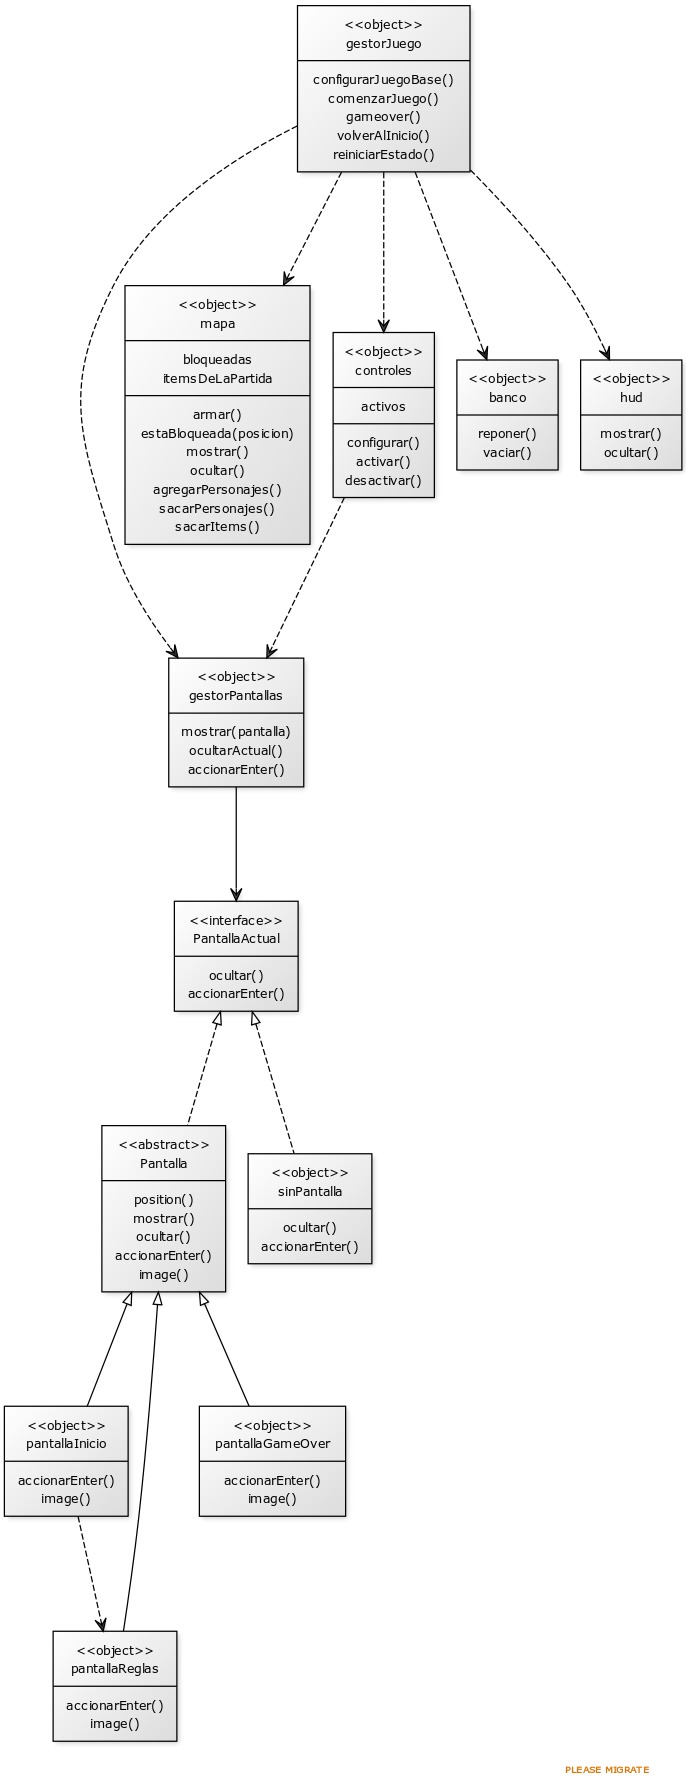 <<object>>
gestorJuego
configurarJuegoBase()
comenzarJuego()
gameover()
volverAlInicio()
reiniciarEstado()
<<object>>
mapa
bloqueadas
itemsDeLaPartida
armar()
estaBloqueada(posicion)
mostrar()
ocultar()
agregarPersonajes()
sacarPersonajes()
sacarItems()
<<object>>
controles
activos
configurar()
activar()
desactivar()
<<object>>
banco
reponer()
vaciar()
<<object>>
hud
mostrar()
ocultar()
<<object>>
gestorPantallas
mostrar(pantalla)
ocultarActual()
accionarEnter()
<<interface>>
PantallaActual
ocultar()
accionarEnter()
<<abstract>>
Pantalla
position()
mostrar()
ocultar()
accionarEnter()
image()
<<object>>
sinPantalla
ocultar()
accionarEnter()
<<object>>
pantallaInicio
accionarEnter()
image()
<<object>>
pantallaGameOver
accionarEnter()
image()
<<object>>
pantallaReglas
accionarEnter()
image()
PLEASE MIGRATE